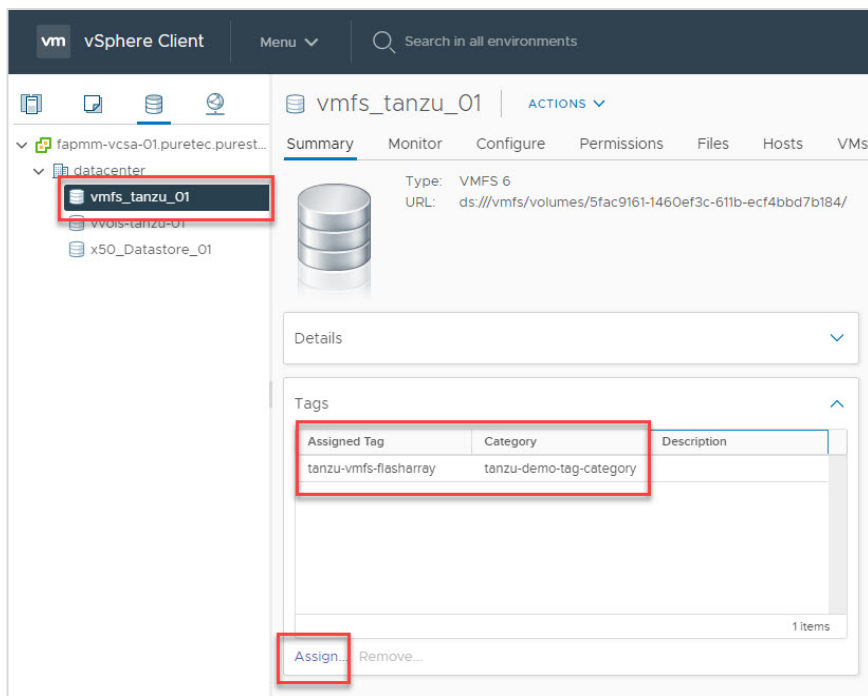 vm vSphere Client Menu Search in all environments
vmfs_tanzu_01 ACTIONS
fapmm-vcsa-01.puretec.purest...
datacenter
vmfs_tanzu_01
vvols-tanzu-01
x50_Datastore_01
Summary Monitor Configure Permissions Files Hosts VMs
Type: VMFS 6
URL: ds:///vmfs/volumes/5fac9161-1460ef3c-611b-ecf4bbd7b184/
Details
Tags
Assigned Tag Category Description
tanzu-vmfs-flasharray tanzu-demo-tag-category
1 items
Assign... Remove...